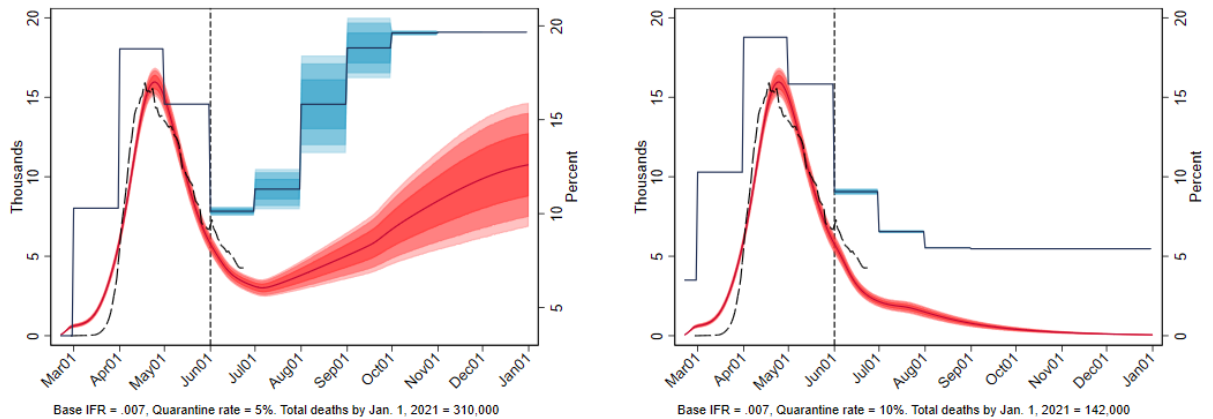 Thousands
20
15
10
5
0
Percent
20
15
10
5
Mar01
Apr01
May01
Jun01
Jul01
Aug01
Sep01
Oct01
Nov01
Dec01
Jan01
Base IFR = .007, Quarantine rate = 5%. Total deaths by Jan. 1, 2021 = 310,000
Thousands
20
15
10
5
0
Percent
20
15
10
5
0
Mar01
Apr01
May01
Jun01
Jul01
Aug01
Sep01
Oct01
Nov01
Dec01
Jan01
Base IFR = .007, Quarantine rate = 10%. Total deaths by Jan. 1, 2021 = 142,000